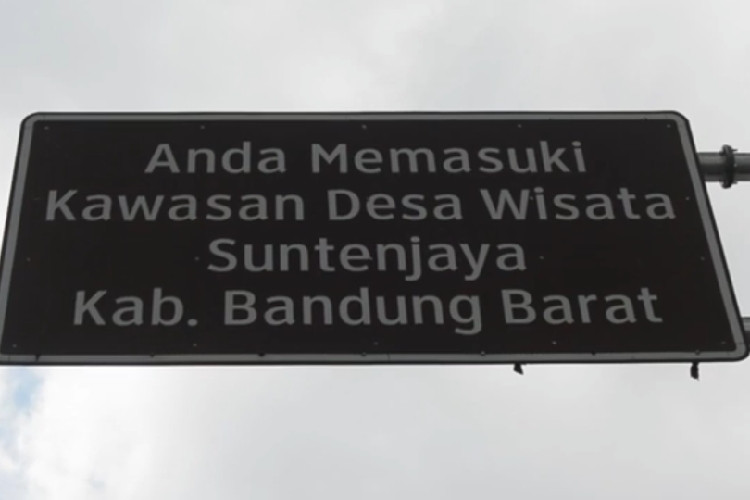 Anda Memasuki
Kawasan Desa Wisata
Suntenjaya
Kab. Bandung Barat